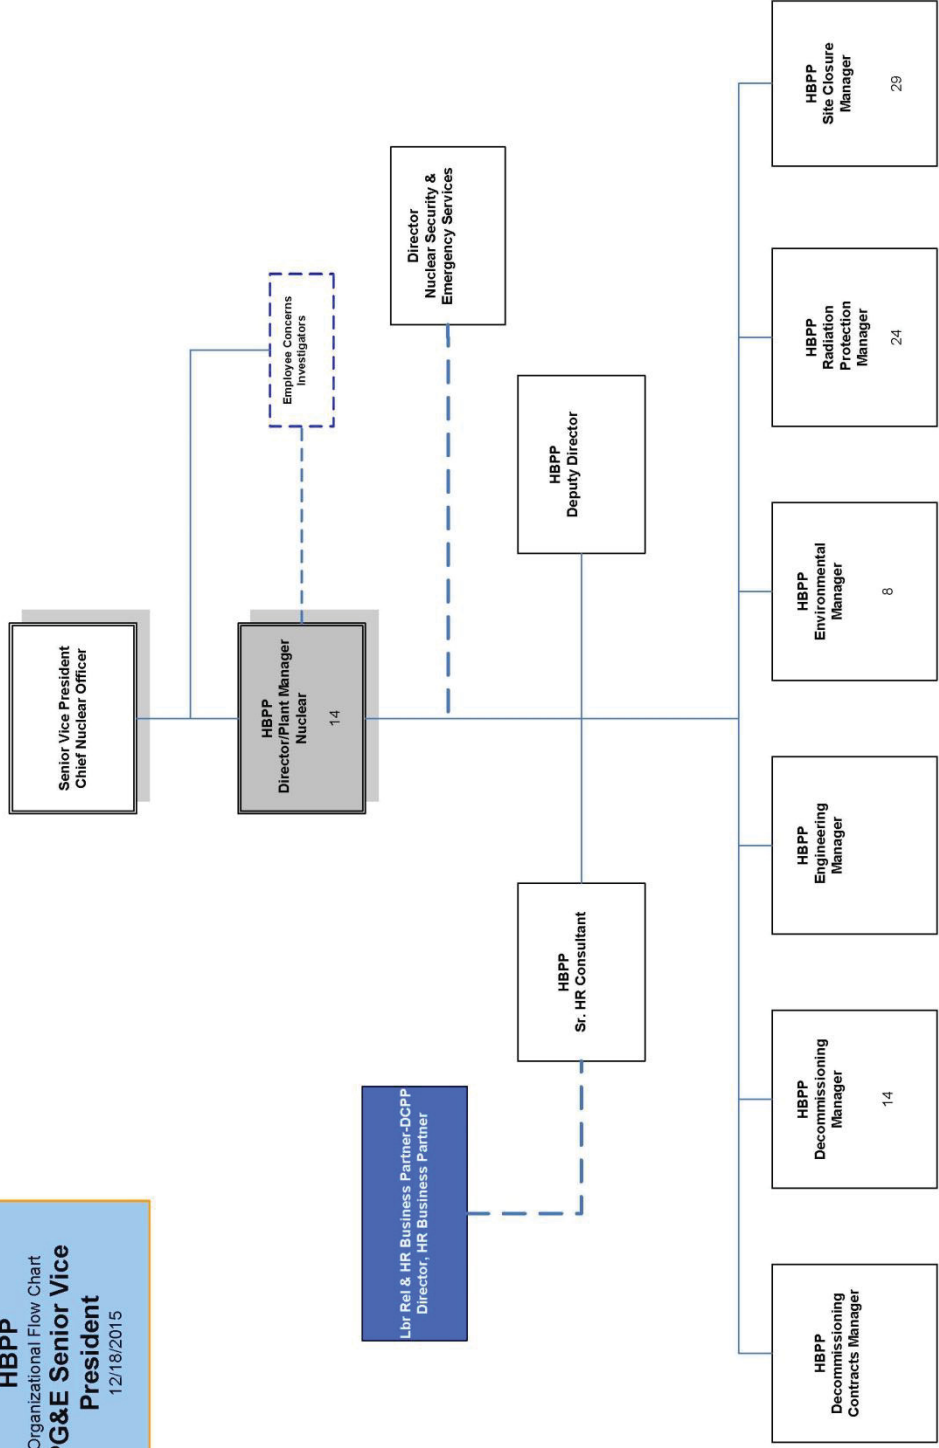 HBPP
Organizational Flow Chart
PG&E Senior Vice
President
12/18/2015
Senior Vice President
Chief Nuclear Officer
HBPP
Director/Plant Manager
Nuclear
14
Employee Concerns
Investigators
Lbr Rel & HR Business Partner-DCPP
Director, HR Business Partner
Director
Nuclear Security &
Emergency Services
HBPP
Sr. HR Consultant
HBPP
Deputy Director
HBPP
Decommissioning
Contracts Manager
HBPP
Decommissioning
Manager
14
HBPP
Engineering
Manager
HBPP
Environmental
Manager
8
HBPP
Radiation
Protection
Manager
24
HBPP
Site Closure
Manager
29